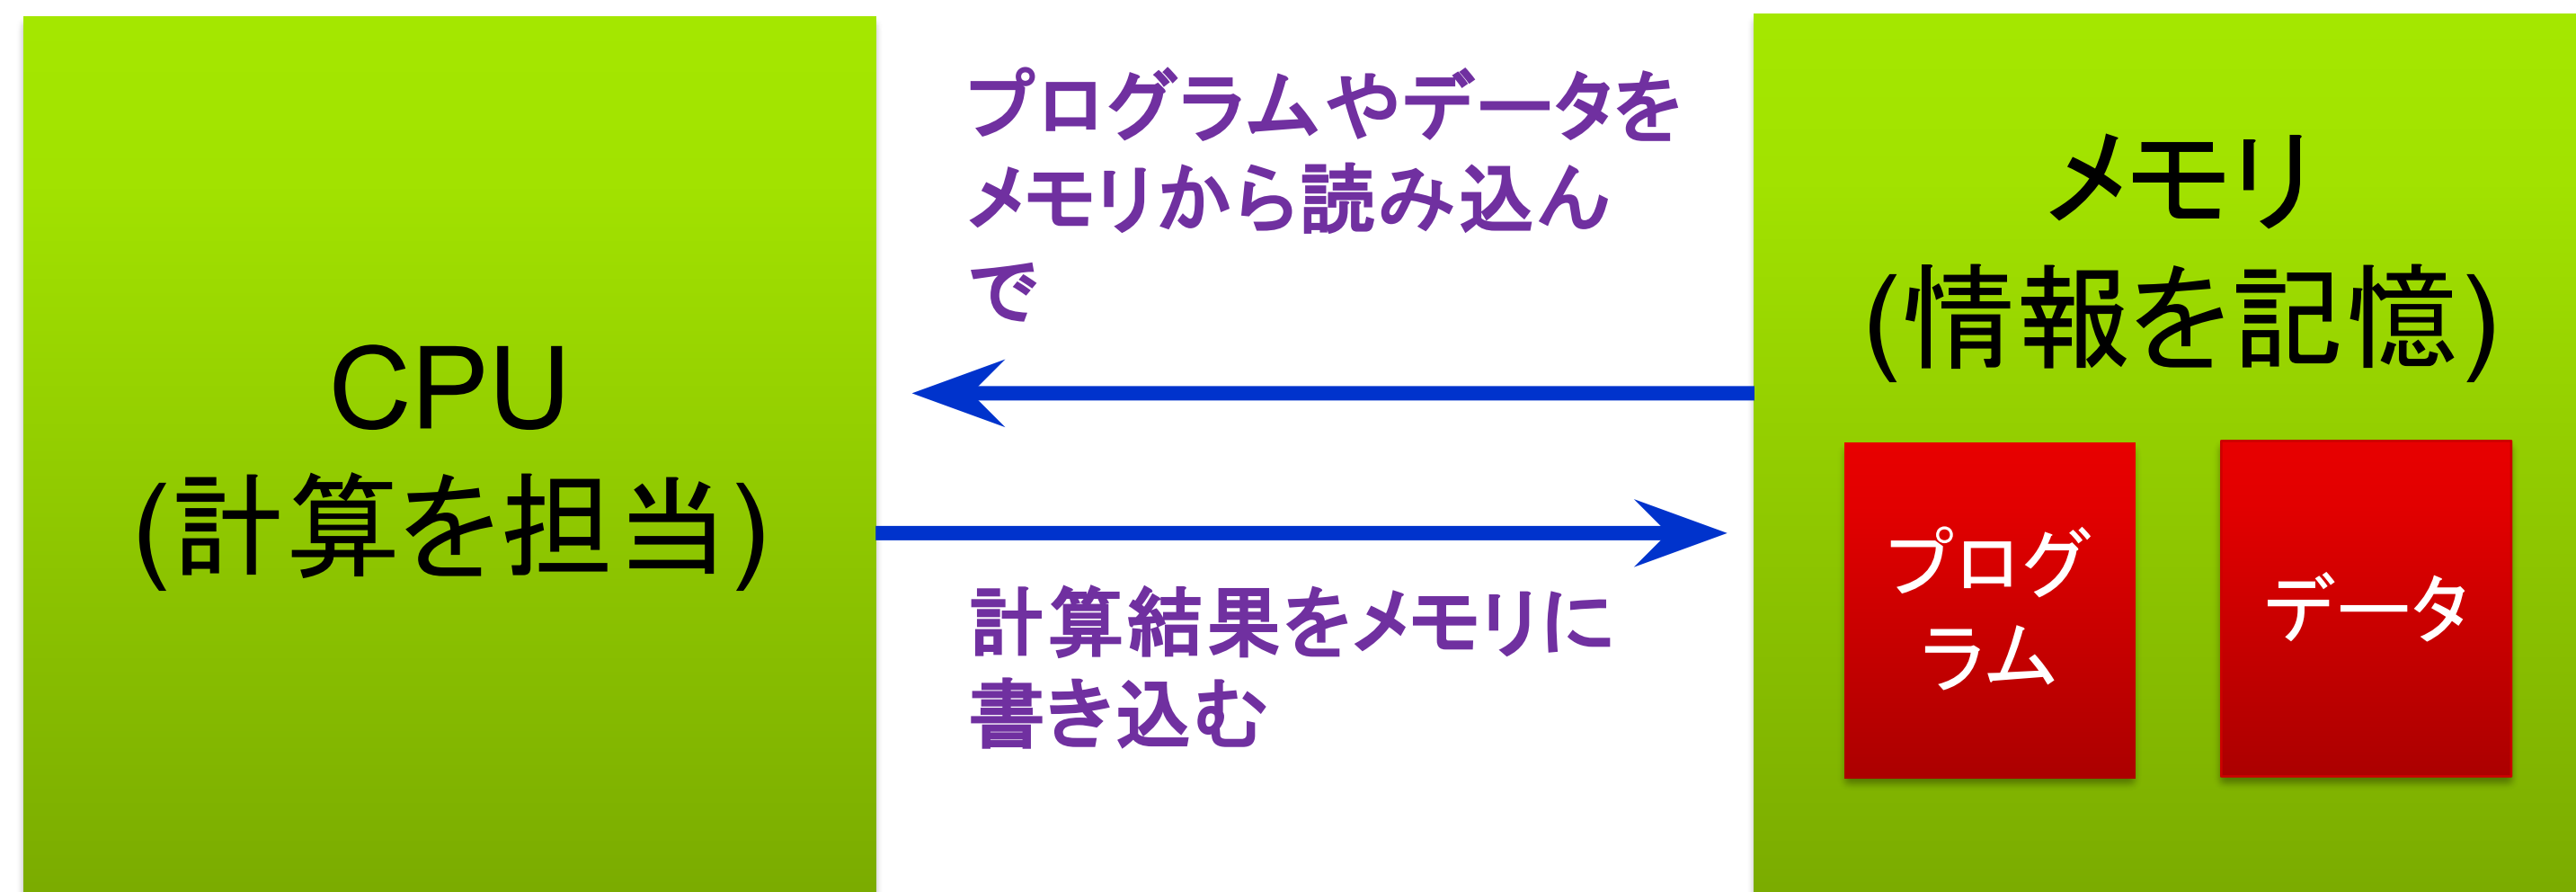 CPU
(計算を担当)
プログラムやデータを
メモリから読み込ん
で
計算結果をメモリに
書き込む
メモリ
(情報を記憶)
プログ
ラム
データ